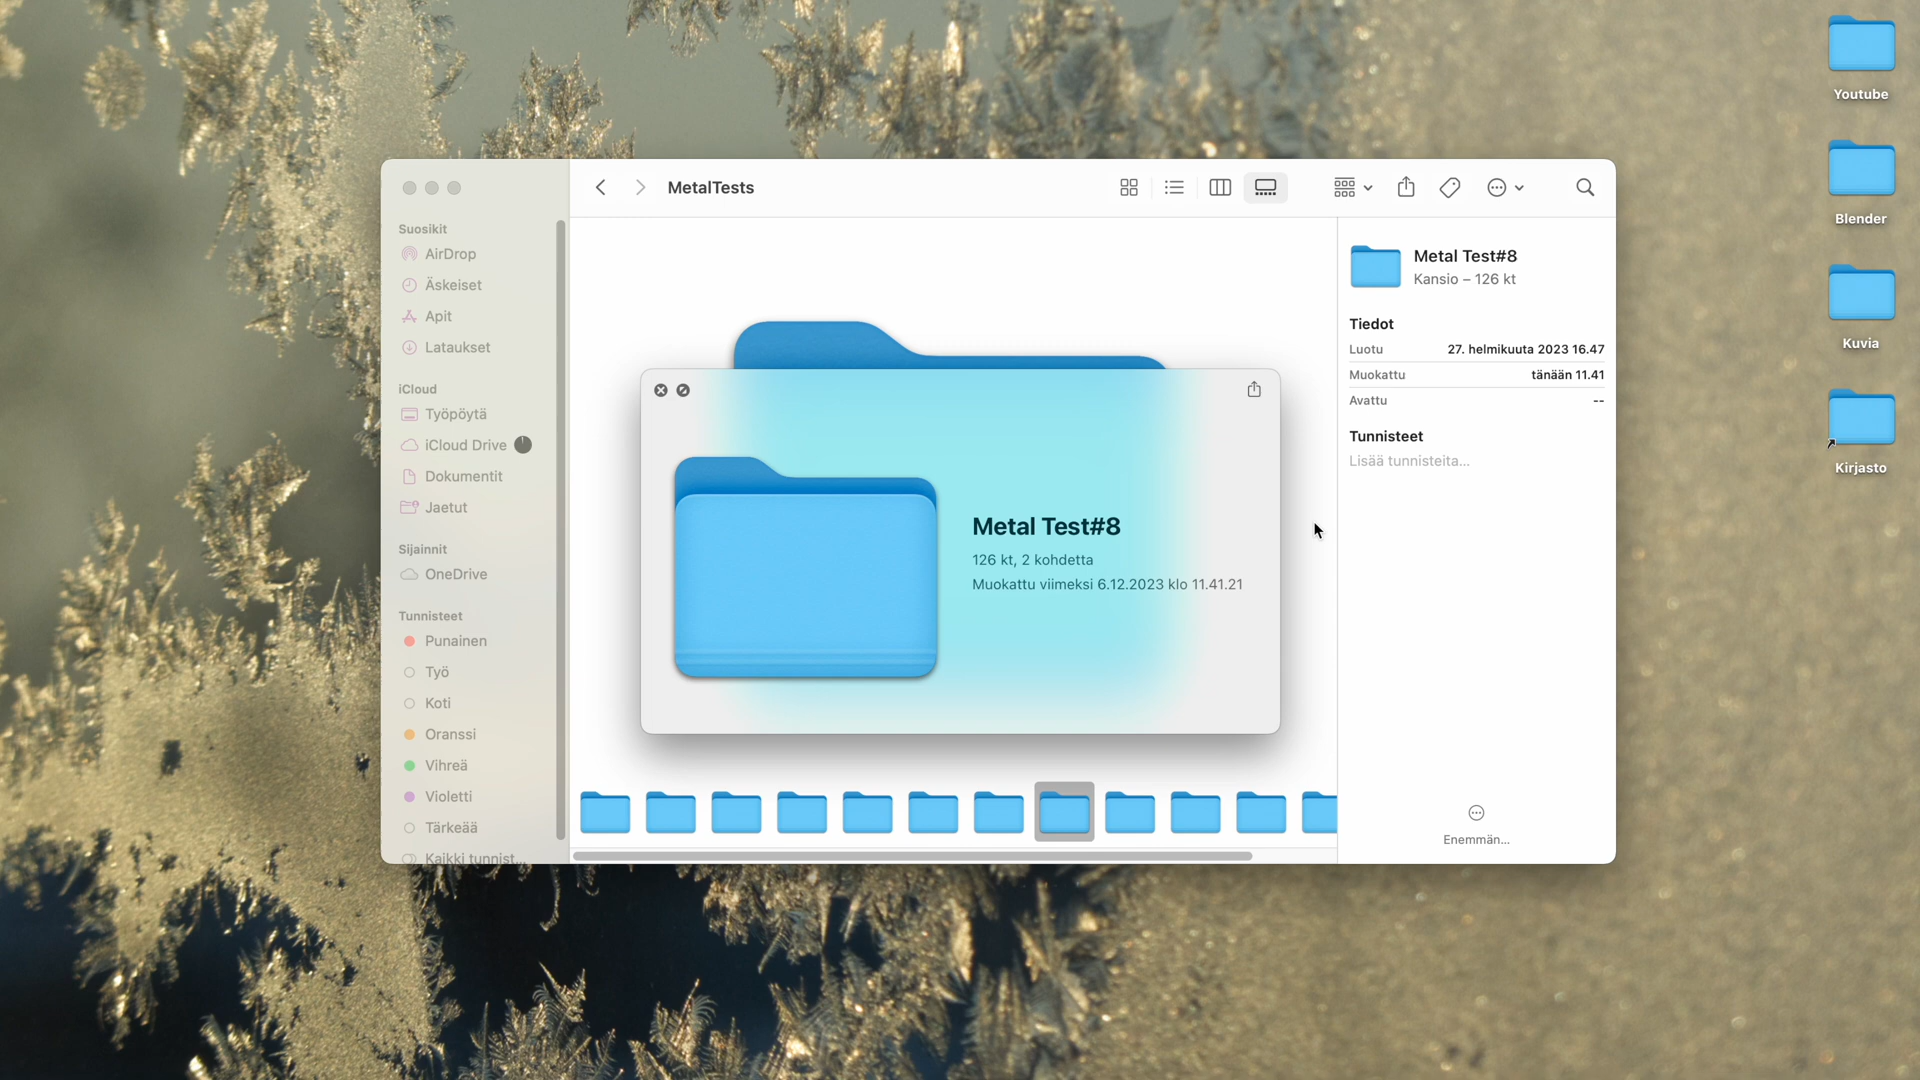 MetalTests
Suosikit
AirDrop
Äskeiset
Apit
Lataukset
iCloud
Työpöytä
iCloud Drive
Dokumentit
Jaetut
Sijainnit
OneDrive
Tunnisteet
Punainen
Työ
Koti
Oranssi
Vihreä
Violetti
Tärkeää
Kaikki tunnist...
Metal Test#8
126 kt, 2 kohdetta
Muokattu viimeksi 6.12.2023 klo 11.41.21
Metal Test#8
Kansio – 126 kt
Tiedot
Luotu 27. helmikuuta 2023 16.47
Muokattu tänään 11.41
Avattu --
Tunnisteet
Lisää tunnisteita...
Enemmän...
Youtube
Blender
Kuvia
Kirjasto